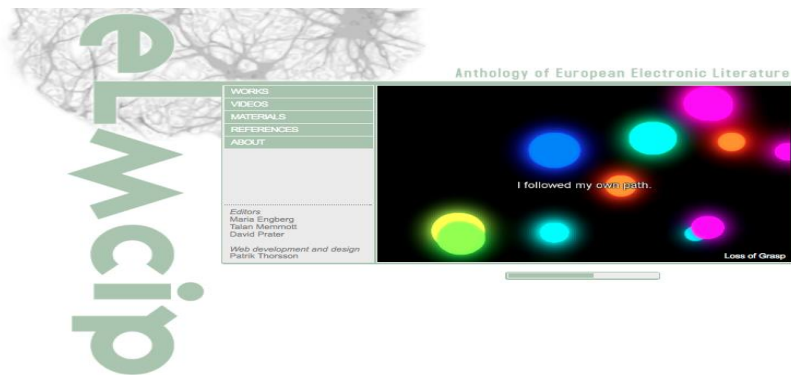 eLMcip
Anthology of European Electronic Literature
WORKS
VIDEOS
MATERIALS
REFERENCES
ABOUT
I followed my own path.
Editors
Maria Engberg
Talan Memmott
David Prater
Web development and design
Patrik Thorsson
Loss of Grasp